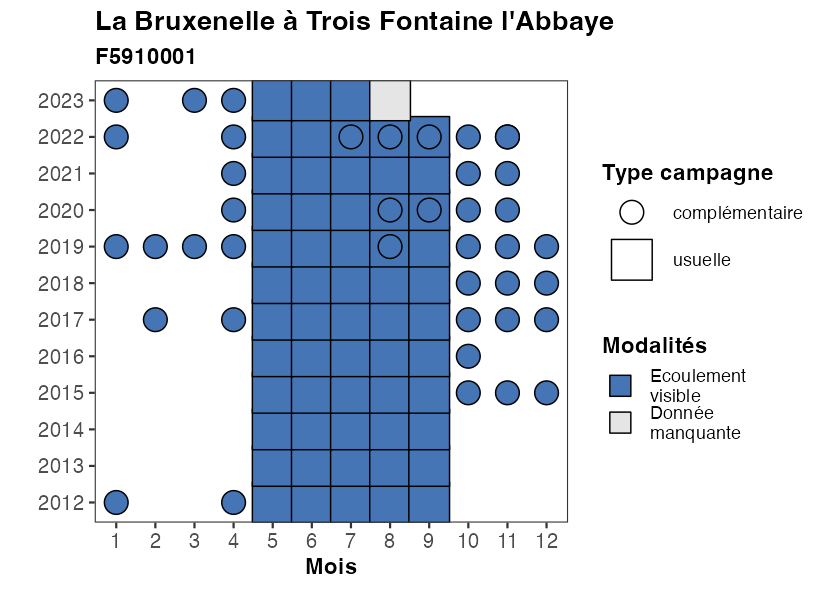 La Bruxenelle à Trois Fontaine l'Abbaye
F5910001
2023
2022
2021
2020
2019
2018
2017
2016
2015
2014
2013
2012
1 2 3 4 5 6 7 8 9 10 11 12
Mois
Type campagne
complémentaire
usuelle
Modalités
Ecoulement
visible
Donnée
manquante